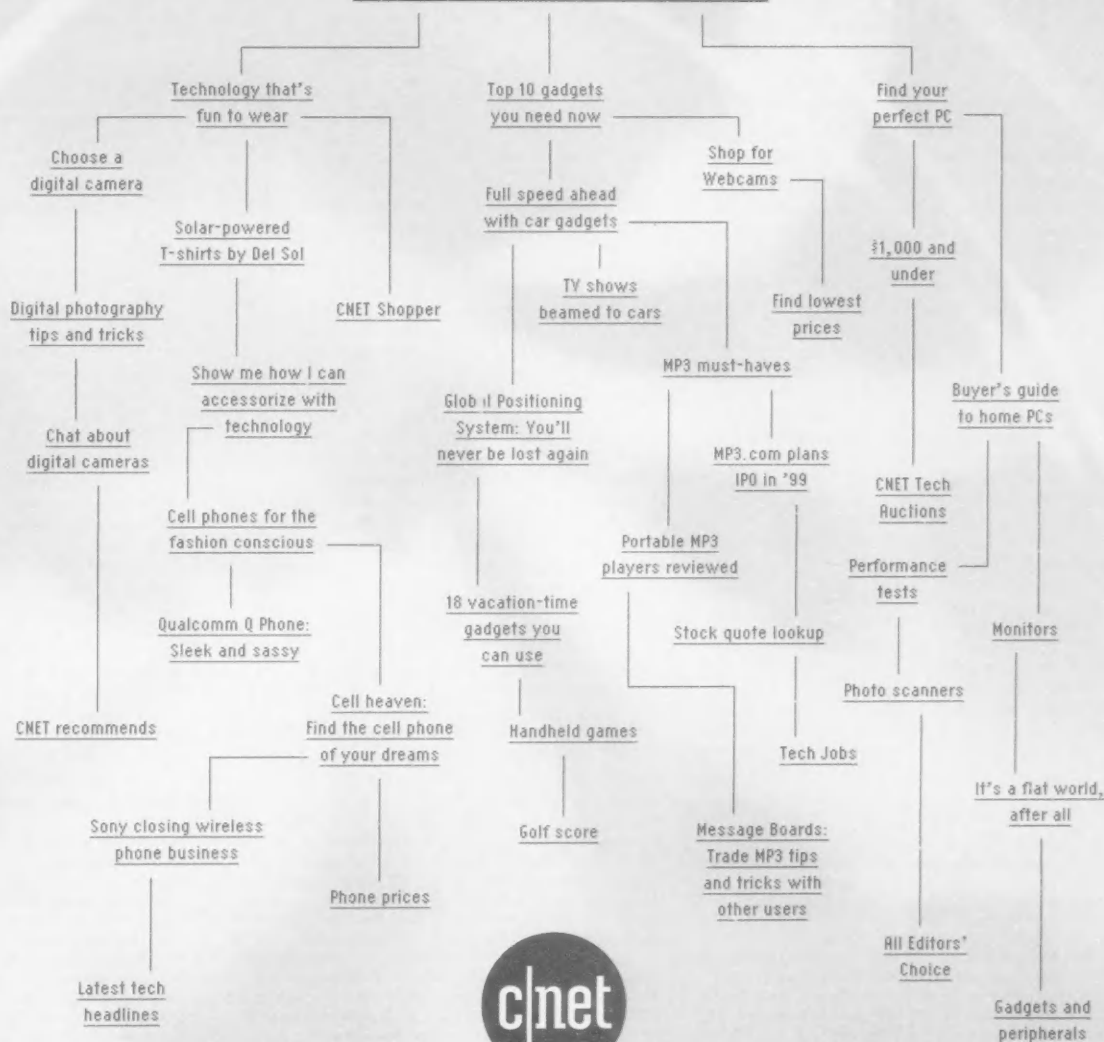 Technology that's
fun to wear
Top 10 gadgets
you need now
Find your
perfect PC
Choose a
digital camera
Shop for
Webcams
Full speed ahead
with car gadgets
Solar-powered
T-shirts by Del Sol
$1,000 and
under
TV shows
beamed to cars
Digital photography
tips and tricks
CNET Shopper
Find lowest
prices
Show me how I can
accessorize with
technology
MP3 must-haves
Buyer's guide
to home PCs
Global Positioning
System: You'll
never be lost again
Chat about
digital cameras
MP3.com plans
IPO in '99
CNET Tech
Auctions
Cell phones for the
fashion conscious
Portable MP3
players reviewed
Performance
tests
18 vacation-time
gadgets you
can use
Qualcomm Q Phone:
Sleek and sassy
Stock quote lookup
Monitors
Photo scanners
Cell heaven:
Find the cell phone
of your dreams
CNET recommends
Handheld games
Tech Jobs
It's a flat world,
after all
Sony closing wireless
phone business
Golf score
Message Boards:
Trade MP3 tips
and tricks with
other users
Phone prices
All Editors'
Choice
Latest tech
headlines
c|net
Gadgets and
peripherals